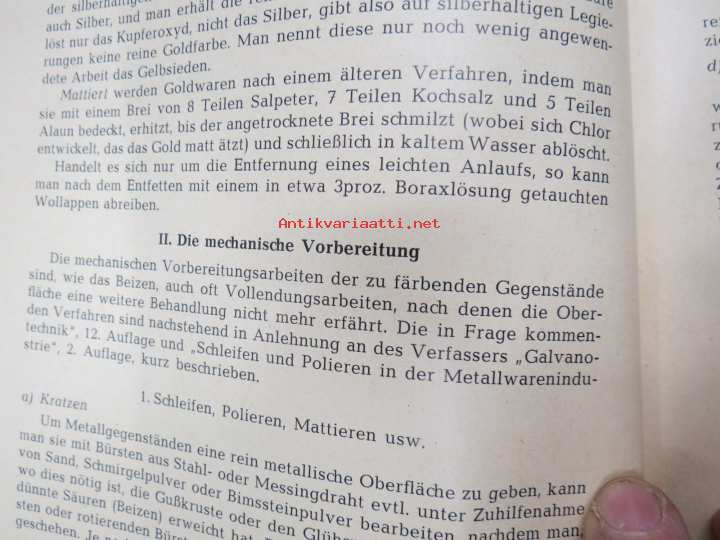 der silberhaltigen
auch Silber, und man erhält die
löst nur das Kupferoxyd, nicht das Silber, gibt also auf silberhaltigen Legie-
rungen keine reine Goldfarbe. Man nennt diese nur noch wenig angewen-
dete Arbeit das Gelbsieden.
Mattiert werden Goldwaren nach einem älteren Verfahren, indem man
sie mit einem Brei von 8 Teilen Salpeter, 7 Teilen Kochsalz und 5 Teilen
Alaun bedeckt, erhitzt, bis der angetrocknete Brei schmilzt (wobei sich Chlor
entwickelt, das das Gold matt ätzt) und schließlich in kaltem Wasser ablöscht.
Handelt es sich nur um die Entfernung eines leichten Anlaufs, so kann
man nach dem Entfetten mit einem in etwa 3proz. Boraxlösung getauchten
Wollappen abreiben.
Antikvariaatti.net
II. Die mechanische Vorbereitung
Die mechanischen Vorbereitungsarbeiten der zu färbenden Gegenstände
sind, wie das Beizen, auch oft Vollendungsarbeiten, nach denen die Ober-
fläche eine weitere Behandlung nicht mehr erfährt. Die in Frage kommen-
den Verfahren sind nachstehend in Anlehnung an des Verfassers „Galvano-
technik“, 12. Auflage und „Schleifen und Polieren in der Metallwarenindu-
strie“, 2. Auflage, kurz beschrieben.
1. Schleifen, Polieren, Mattieren usw.
a) Kratzen
Um Metallgegenständen eine rein metallische Oberfläche zu geben, kann
man sie mit Bürsten aus Stahl- oder Messingdraht evtl. unter Zuhilfenahme
von Sand, Schmirgelpulver oder Bimssteinpulver bearbeiten, nachdem man,
wo dies nötig ist, die Gußkruste oder den
dünnte Säuren (Beizen) erweicht hat.
sten oder rotierenden
geschehen. Je